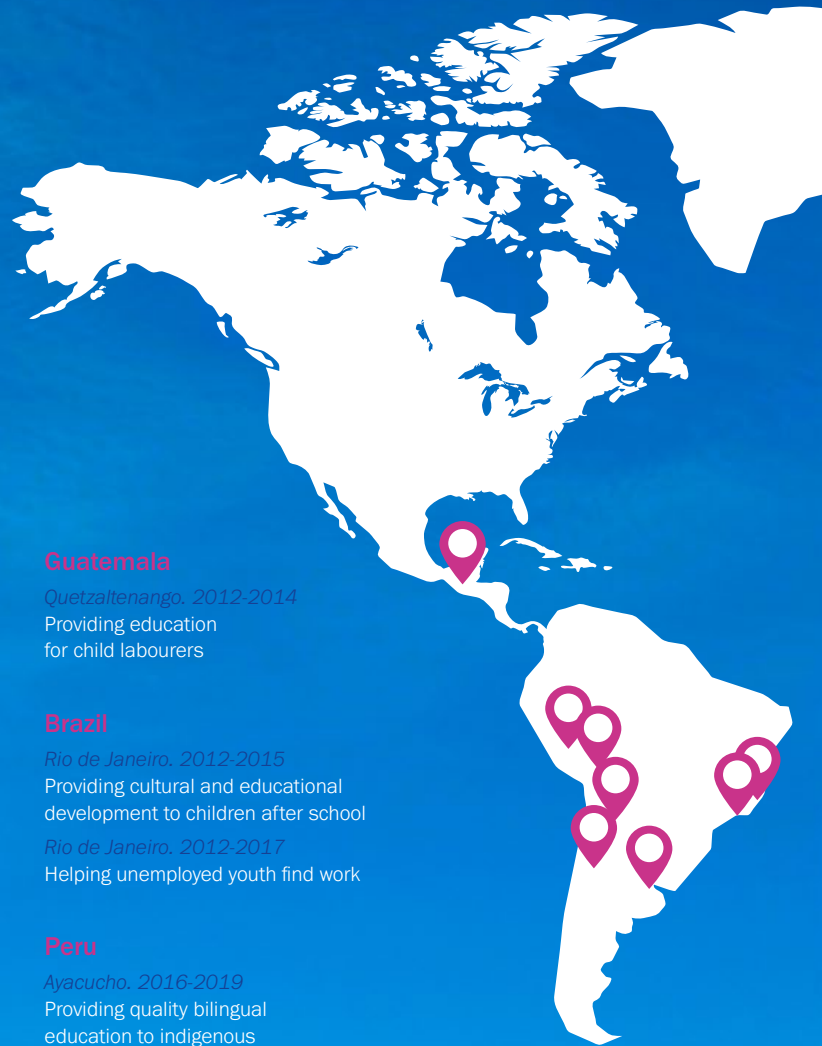 Guatemala
Quetzaltenango. 2012-2014
Providing education
for child labourers
Brazil
Rio de Janeiro. 2012-2015
Providing cultural and educational
development to children after school
Rio de Janeiro. 2012-2017
Helping unemployed youth find work
Peru
Ayacucho. 2016-2019
Providing quality bilingual
education to indigenous